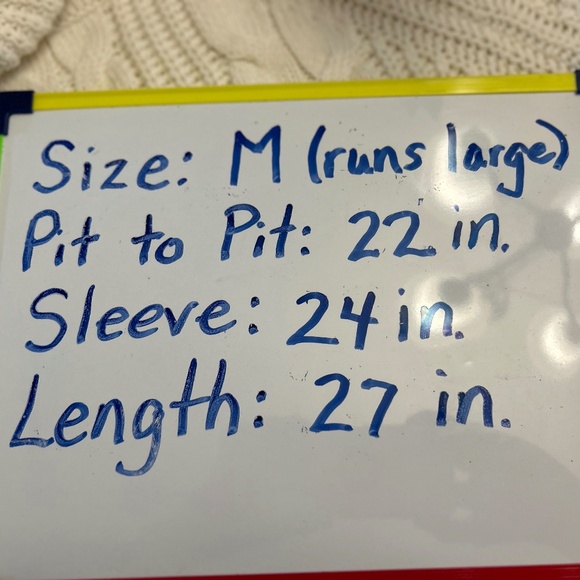 Size: M (runs large)
Pit to Pit: 22 in.
Sleeve: 24 in.
Length: 27 in.